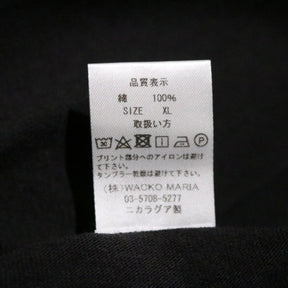 品質表示
綿 100%
SIZE XL
取扱い方
プリント部分へのアイロンは避け
て下さい。
タンブラー乾燥は避けて下さい。
(株)WACKO MARIA
03-5708-5277
ニカラグア製